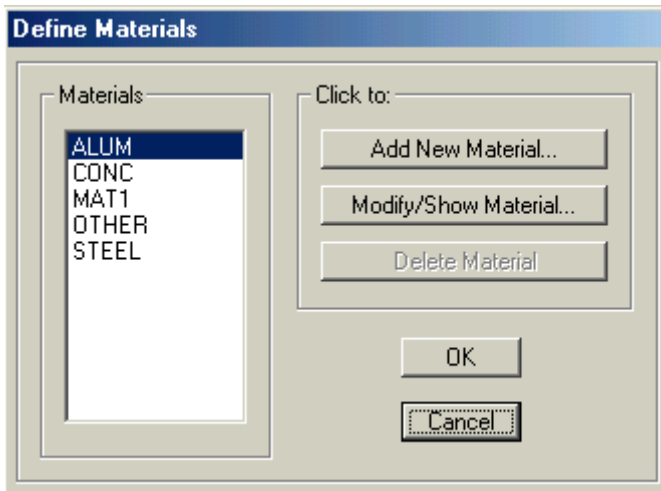 Define Materials
Materials
ALUM
CONC
MAT1
OTHER
STEEL
Click to:
Add New Material...
Modify/Show Material...
Delete Material
OK
Cancel